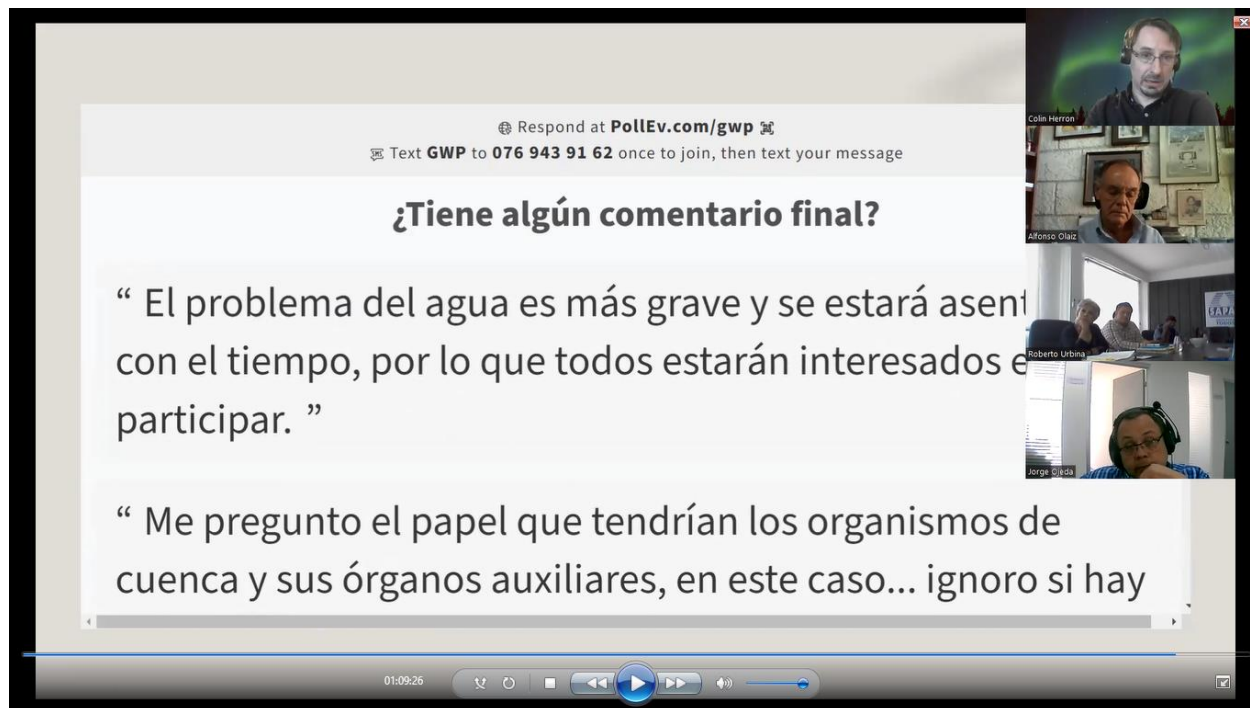 Respond at PollEv.com/gwp
Text GWP to 076 943 91 62 once to join, then text your message
¿Tiene algún comentario final?
“ El problema del agua es más grave y se estará
con el tiempo, por lo que todos estarán interesados
participar. ”
“ Me pregunto el papel que tendrían los organismos de
cuenca y sus órganos auxiliares, en este caso... ignoro si hay
Colin Herron
Alfonso Olaiz
Roberto Urbina
Jorge Ojeda
01:09:26